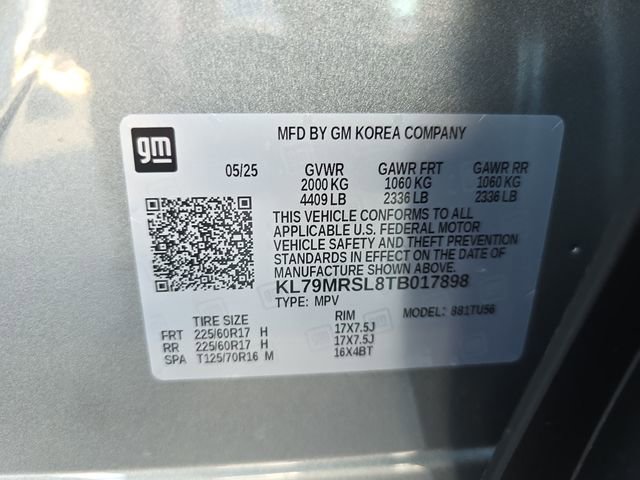 gm
MFD BY GM KOREA COMPANY
05/25 GVWR GAWR FRT GAWR RR
2000 KG 1060 KG 1060 KG
4409 LB 2336 LB 2336 LB
THIS VEHICLE CONFORMS TO ALL
APPLICABLE U.S. FEDERAL MOTOR
VEHICLE SAFETY AND THEFT PREVENTION
STANDARDS IN EFFECT ON THE DATE OF
MANUFACTURE SHOWN ABOVE.
KL79MRSL8TB017898
TYPE: MPV MODEL: 881TU56
TIRE SIZE RIM
FRT 225/60R17 H 17X7.5J
RR 225/60R17 H 17X7.5J
SPA T125/70R16 M 16X4BT